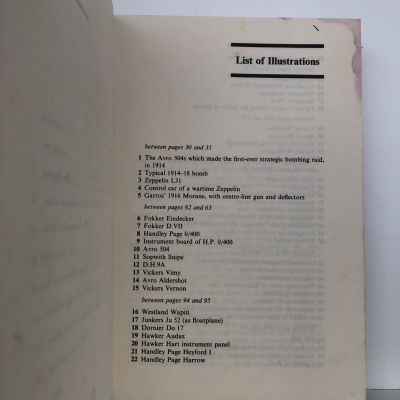 List of Illustrations
between pages 30 and 31
1 The Avro 504s which made the first-ever strategic bombing raid,
in 1914
2 Typical 1914–18 bomb
3 Zeppelin L31
4 Control car of a wartime Zeppelin
5 Garros' 1916 Morane, with centre-line gun and deflectors
between pages 62 and 63
6 Fokker Eindecker
7 Fokker D.VII
8 Handley Page 0/400
9 Instrument board of H.P. 0/400
10 Avro 504
11 Sopwith Snipe
12 D.H.9A
13 Vickers Vimy
14 Avro Aldershot
15 Vickers Vernon
between pages 94 and 95
16 Westland Wapiti
17 Junkers Ju 52 (as floatplane)
18 Dornier Do 17
19 Hawker Audax
20 Hawker Hart instrument panel
21 Handley Page Heyford I
22 Handley Page Harrow